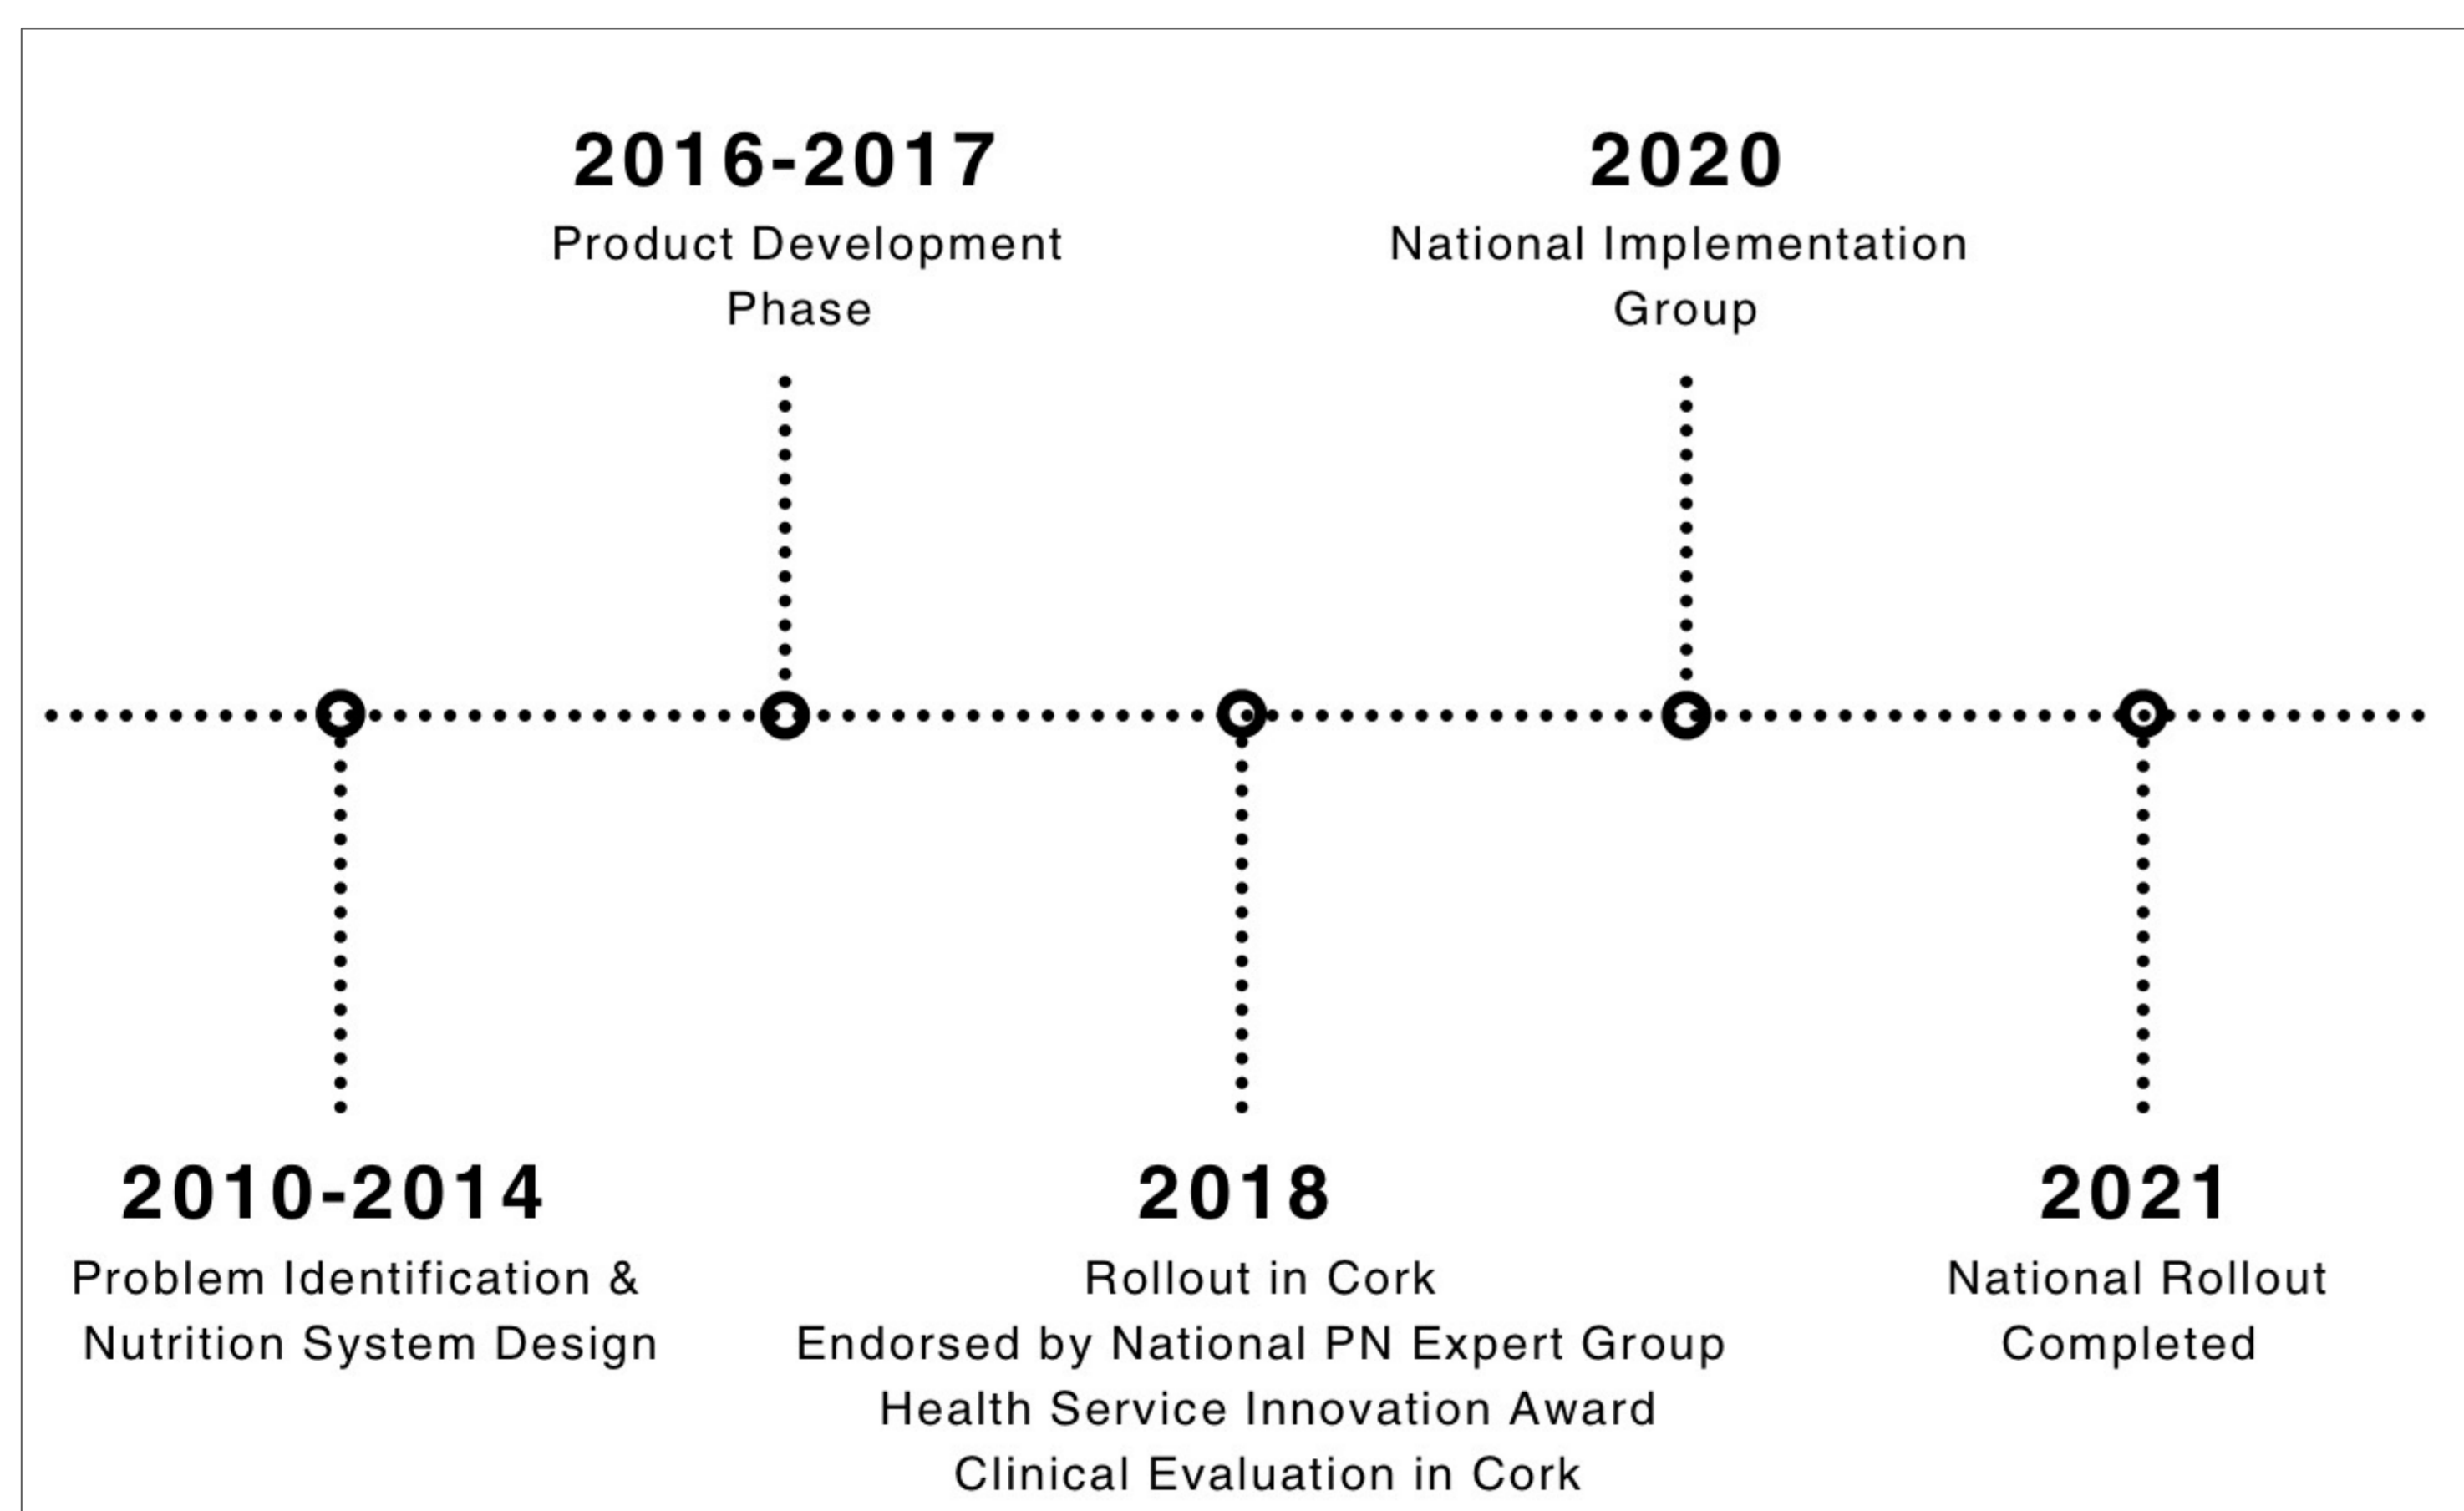 2016-2017
Product Development
Phase
2020
National Implementation
Group
2010-2014
Problem Identification &
Nutrition System Design
2018
Rollout in Cork
Endorsed by National PN Expert Group
Health Service Innovation Award
Clinical Evaluation in Cork
2021
National Rollout
Completed